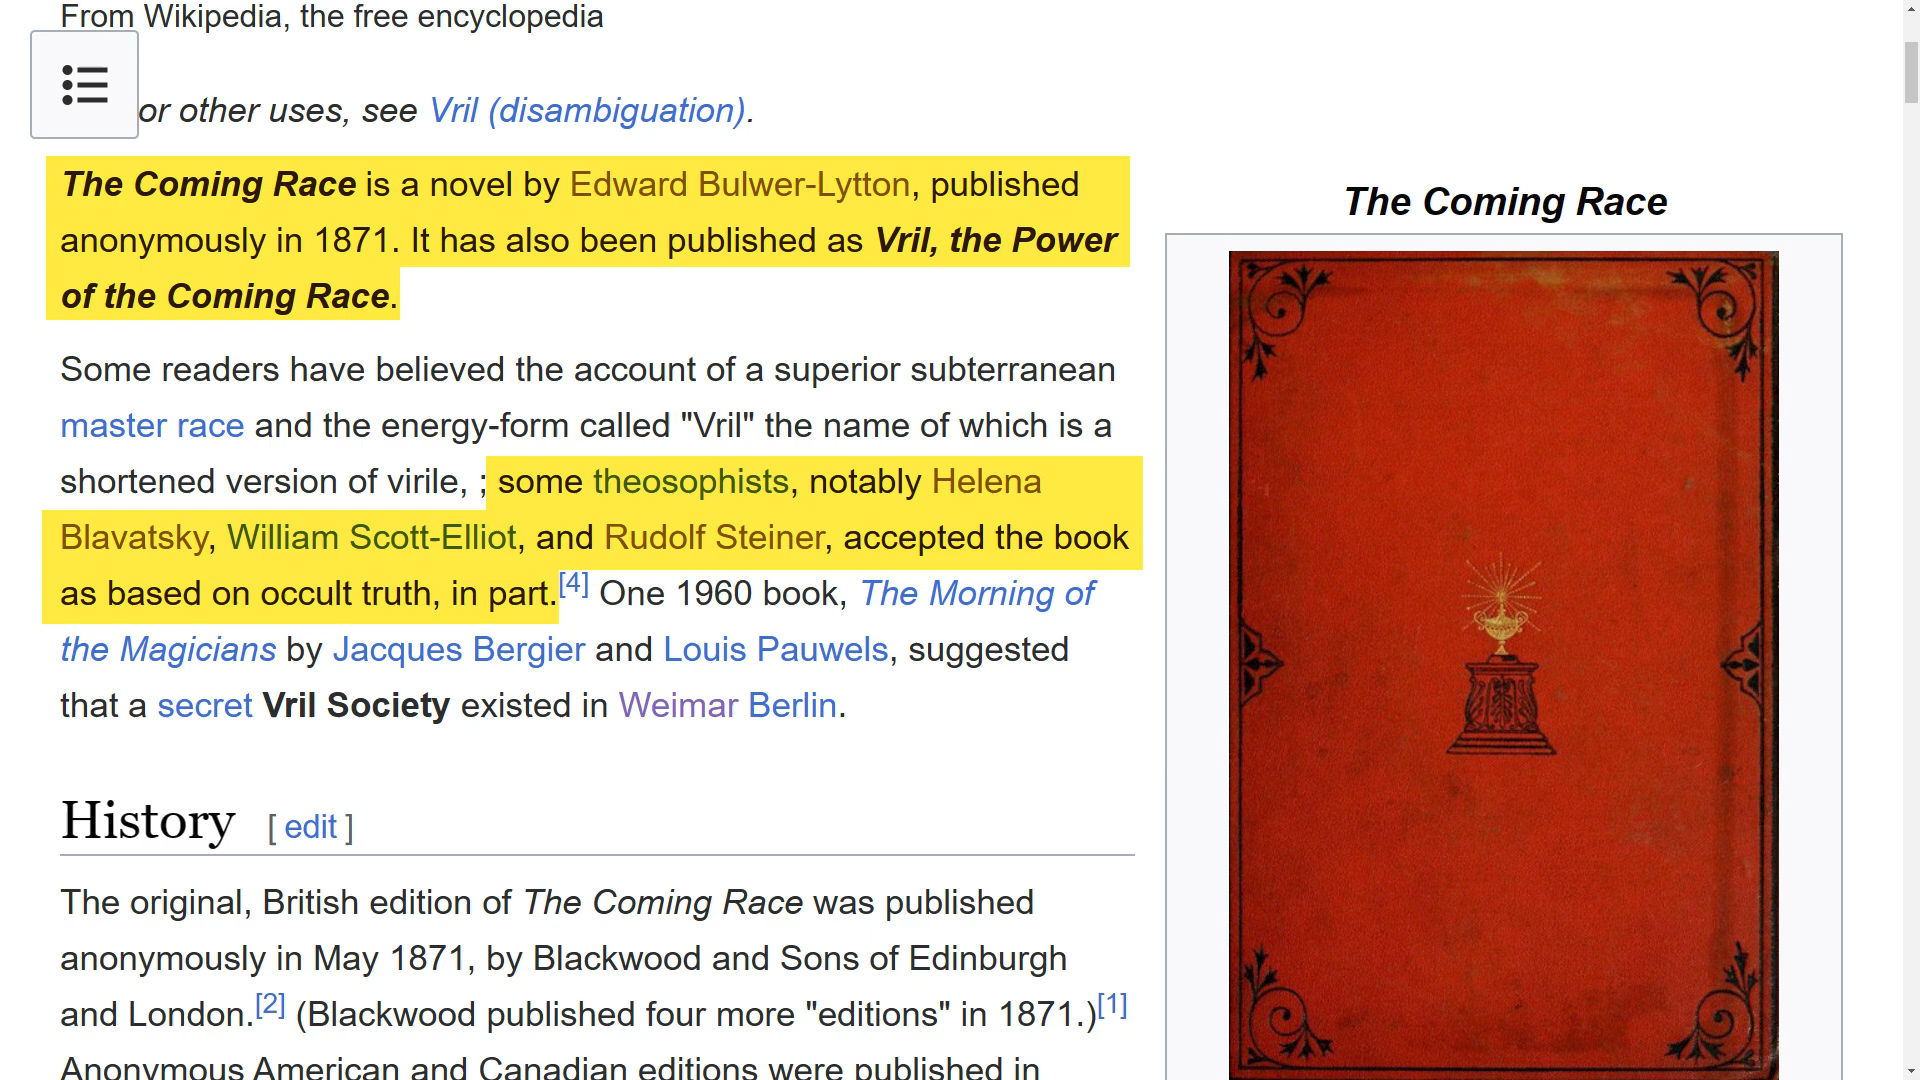 From Wikipedia, the free encyclopedia
or other uses, see Vril (disambiguation).
The Coming Race is a novel by Edward Bulwer-Lytton, published
anonymously in 1871. It has also been published as Vril, the Power
of the Coming Race.
Some readers have believed the account of a superior subterranean
master race and the energy-form called "Vril" the name of which is a
shortened version of virile, ; some theosophists, notably Helena
Blavatsky, William Scott-Elliot, and Rudolf Steiner, accepted the book
as based on occult truth, in part.[4] One 1960 book, The Morning of
the Magicians by Jacques Bergier and Louis Pauwels, suggested
that a secret Vril Society existed in Weimar Berlin.
History [ edit ]
The original, British edition of The Coming Race was published
anonymously in May 1871, by Blackwood and Sons of Edinburgh
and London.[2] (Blackwood published four more "editions" in 1871.)[1]
Anonymous American and Canadian editions were published in
The Coming Race